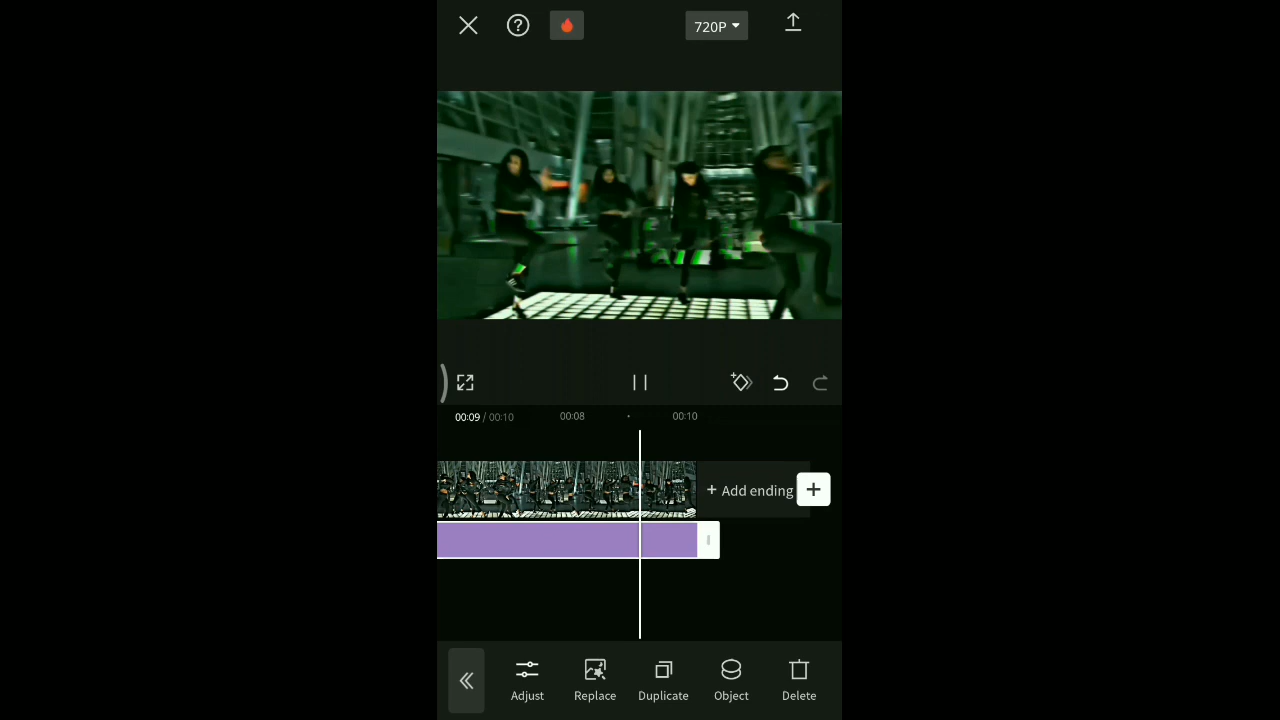 720P
00:09 / 00:10
00:08
00:10
+ Add ending
Adjust
Replace
Duplicate
Object
Delete